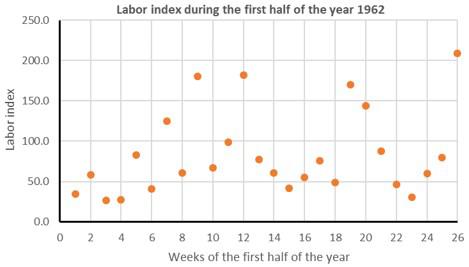 Labor index during the first half of the year 1962
250.0
200.0
150.0
100.0
50.0
0.0
Labor index
0 2 4 6 8 10 12 14 16 18 20 22 24 26
Weeks of the first half of the year